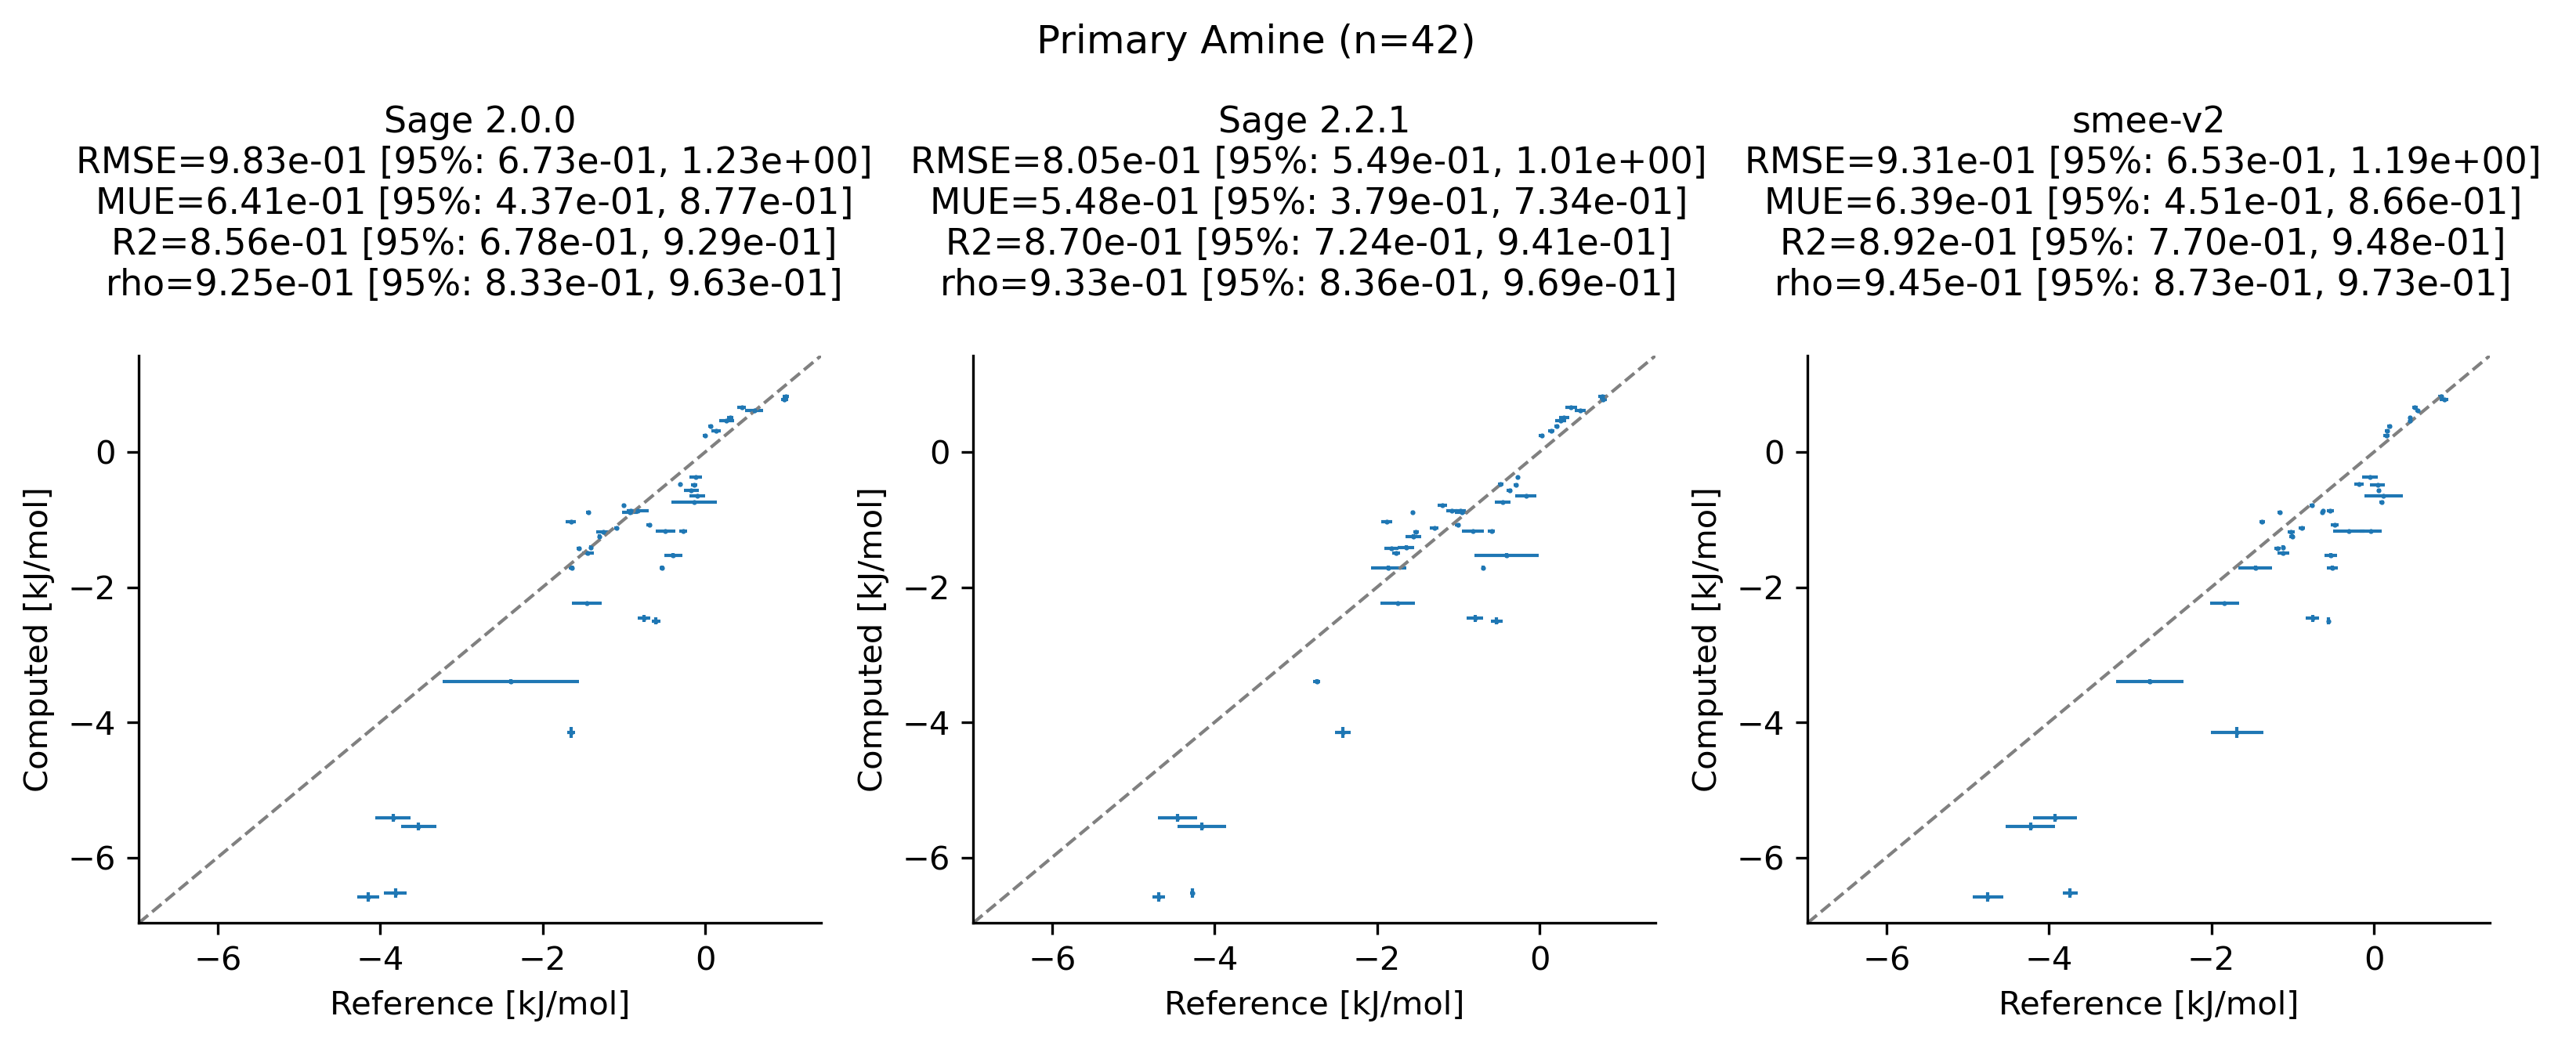 Primary Amine (n=42)
Sage 2.0.0
RMSE=9.83e-01 [95%: 6.73e-01, 1.23e+00]
MUE=6.41e-01 [95%: 4.37e-01, 8.77e-01]
R2=8.56e-01 [95%: 6.78e-01, 9.29e-01]
rho=9.25e-01 [95%: 8.33e-01, 9.63e-01]
0
−2
−4
−6
Computed [kJ/mol]
−6 −4 −2 0
Reference [kJ/mol]
Sage 2.2.1
RMSE=8.05e-01 [95%: 5.49e-01, 1.01e+00]
MUE=5.48e-01 [95%: 3.79e-01, 7.34e-01]
R2=8.70e-01 [95%: 7.24e-01, 9.41e-01]
rho=9.33e-01 [95%: 8.36e-01, 9.69e-01]
0
−2
−4
−6
Computed [kJ/mol]
−6 −4 −2 0
Reference [kJ/mol]
smee-v2
RMSE=9.31e-01 [95%: 6.53e-01, 1.19e+00]
MUE=6.39e-01 [95%: 4.51e-01, 8.66e-01]
R2=8.92e-01 [95%: 7.70e-01, 9.48e-01]
rho=9.45e-01 [95%: 8.73e-01, 9.73e-01]
0
−2
−4
−6
Computed [kJ/mol]
−6 −4 −2 0
Reference [kJ/mol]